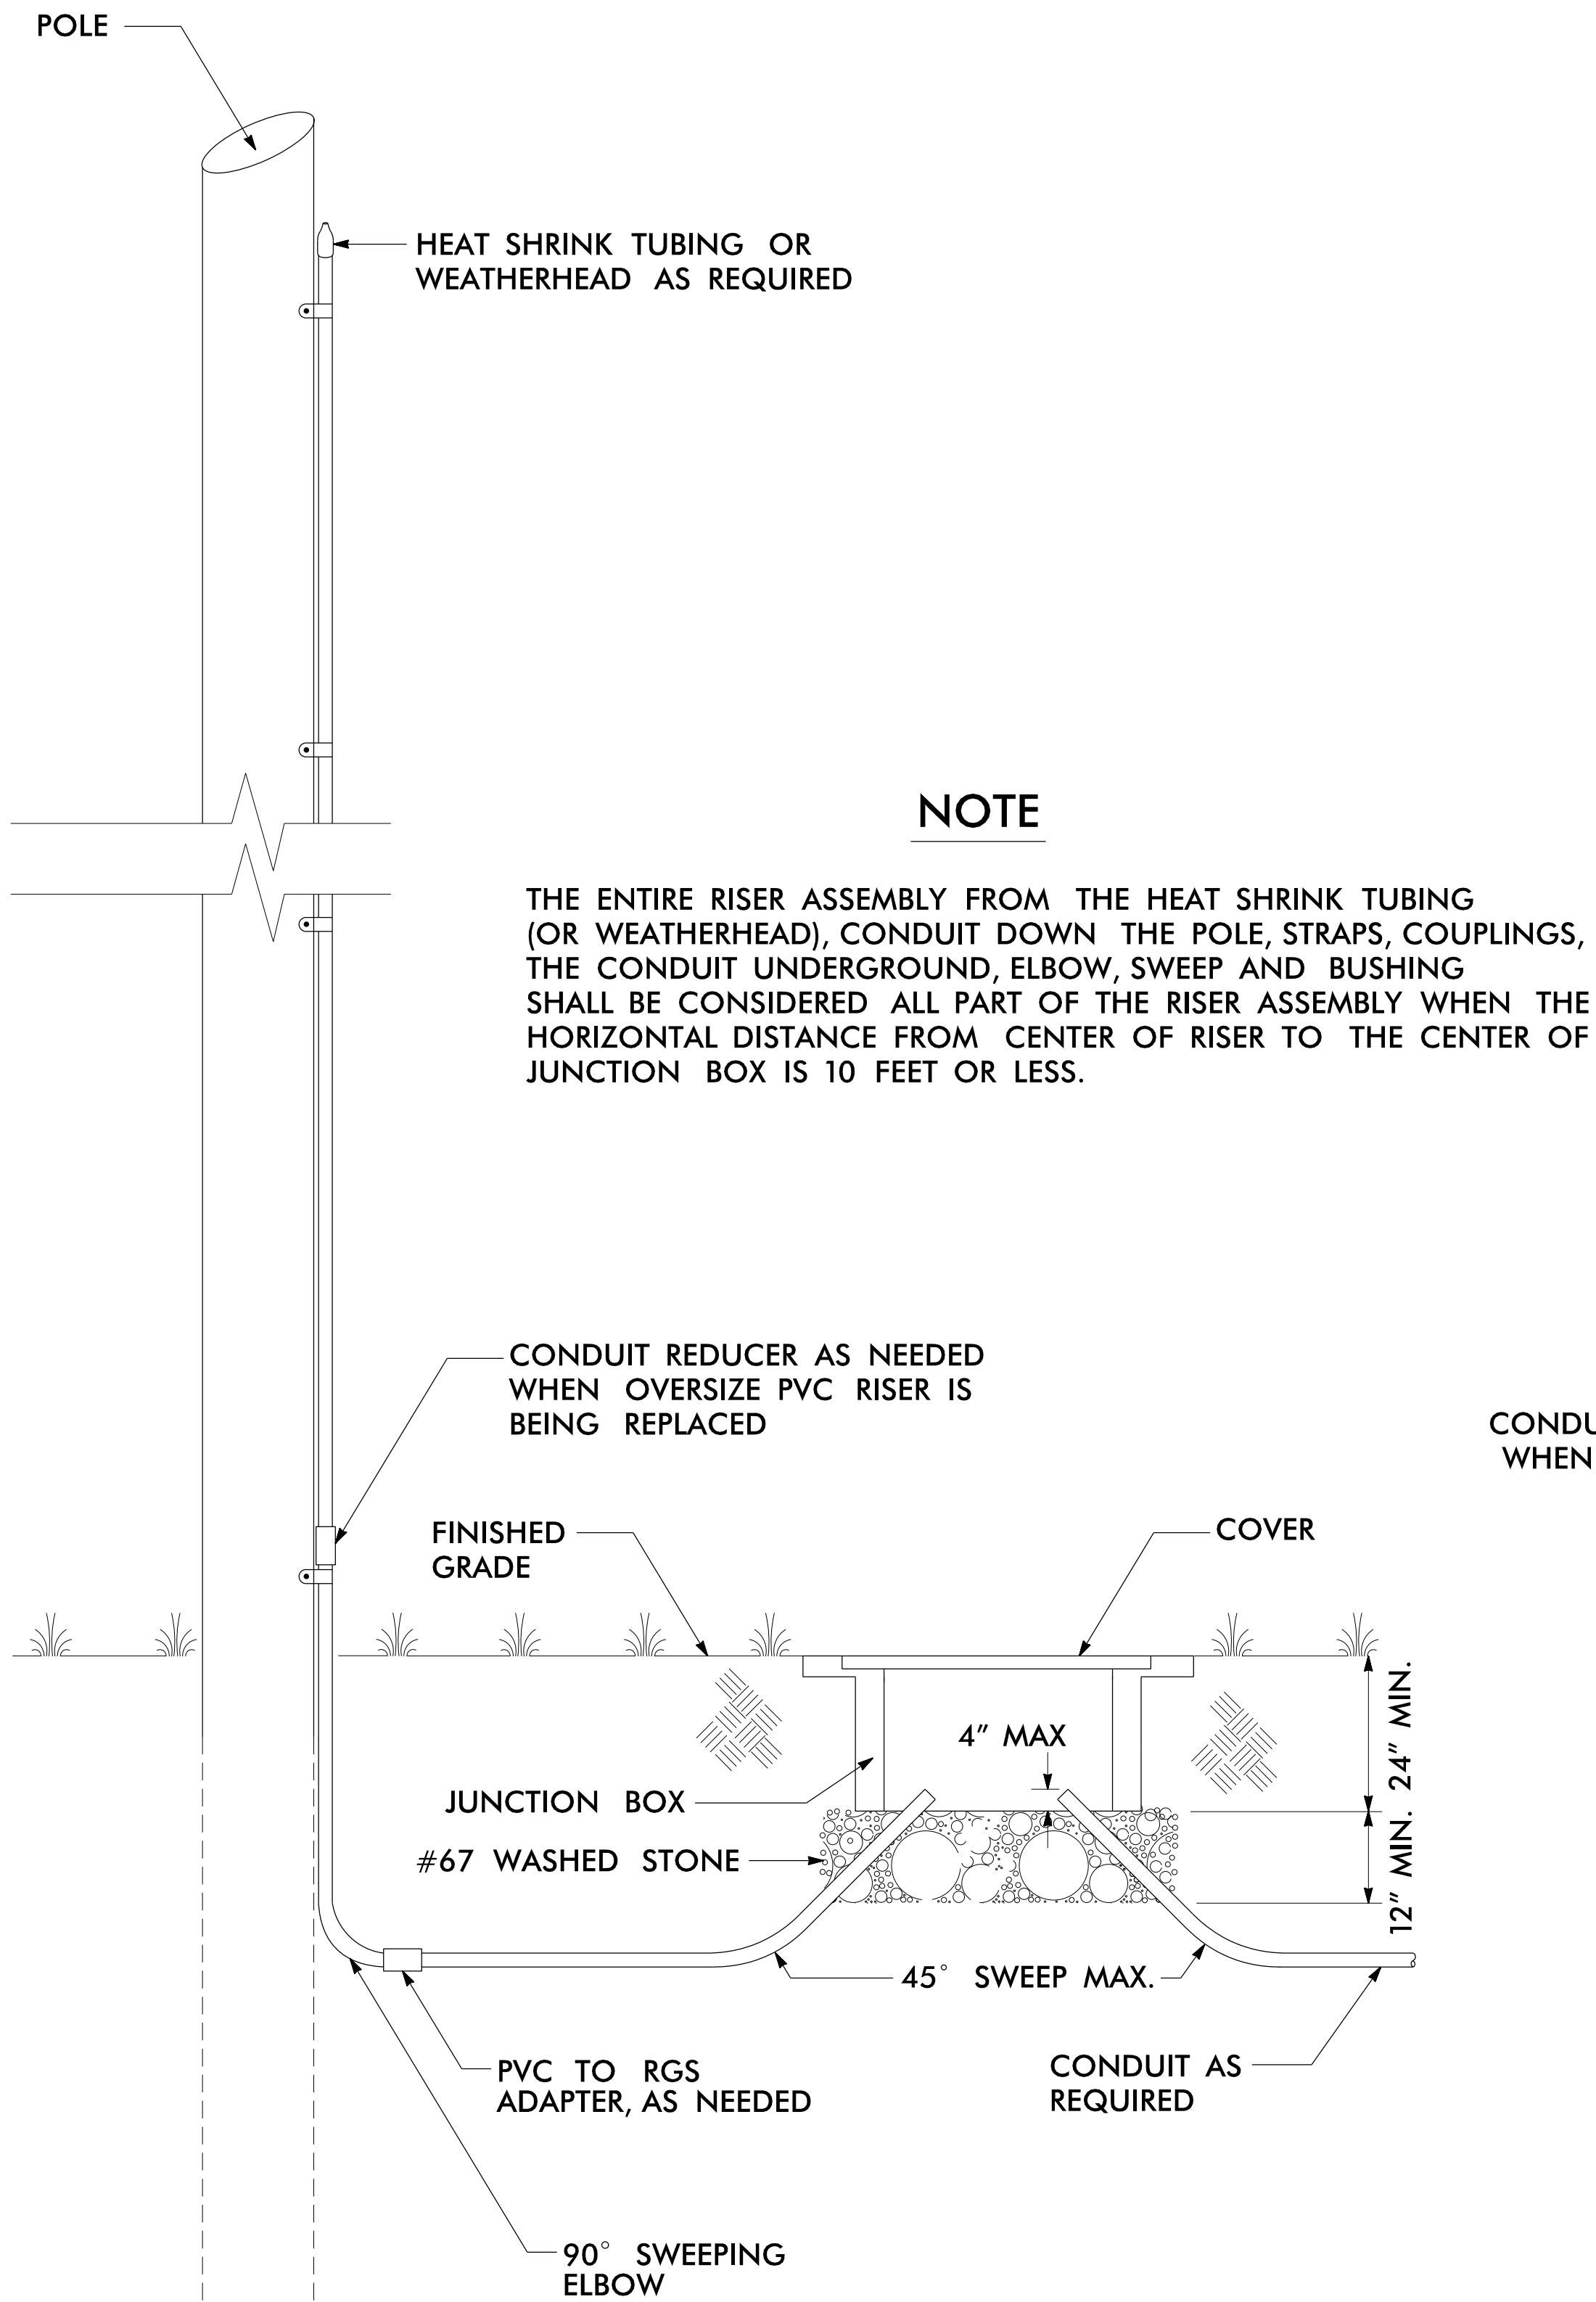 POLE
HEAT SHRINK TUBING OR
WEATHERHEAD AS REQUIRED
NOTE
THE ENTIRE RISER ASSEMBLY FROM THE HEAT SHRINK TUBING
(OR WEATHERHEAD), CONDUIT DOWN THE POLE, STRAPS, COUPLINGS,
THE CONDUIT UNDERGROUND, ELBOW, SWEEP AND BUSHING
SHALL BE CONSIDERED ALL PART OF THE RISER ASSEMBLY WHEN THE
HORIZONTAL DISTANCE FROM CENTER OF RISER TO THE CENTER OF
JUNCTION BOX IS 10 FEET OR LESS.
CONDUIT REDUCER AS NEEDED
WHEN OVERSIZE PVC RISER IS
BEING REPLACED
WHEN
FINISHED
GRADE
COVER
24" MIN.
12" MIN.
4" MAX
JUNCTION BOX
#67 WASHED STONE
45° SWEEP MAX.
PVC TO RGS
ADAPTER, AS NEEDED
CONDUIT AS
REQUIRED
90° SWEEPING
ELBOW